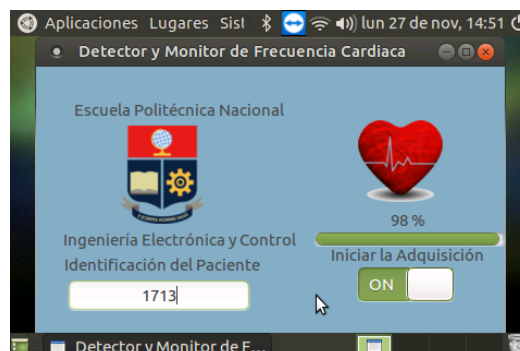 Aplicaciones Lugares Sist lun 27 de nov, 14:51
Detector y Monitor de Frecuencia Cardiaca
Escuela Politécnica Nacional
98 %
Ingeniería Electrónica y Control
Iniciar la Adquisición
Identificación del Paciente
ON
1713
Detector y Monitor de F...